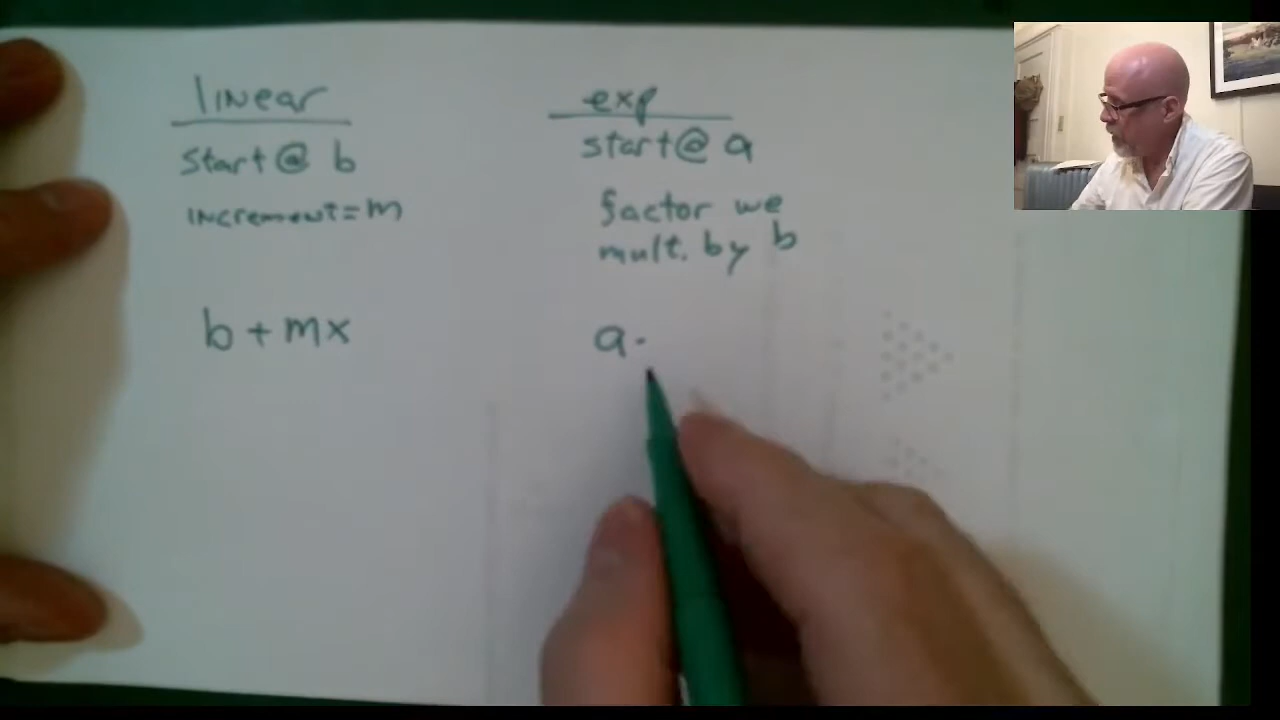 linear
start@ b
increment=m
b+mx
exp
start@ a
factor we
mult. by b
a·